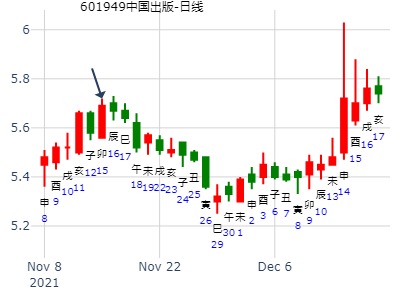 601949中国出版-日线
6
5.8
5.6
5.4
5.2
申 酉 戌 亥 子 卯 辰 巳 午 未 戌 亥 子 丑 寅 巳 午 未 申 酉 子 丑 寅 卯 辰 未 申 酉 戌 亥
8 9 10 11 12 15 16 17 18 19 22 23 24 25 26 29 30 1 2 3 6 7 8 9 10 13 14 15 16 17
Nov 8 Nov 22 Dec 6
2021